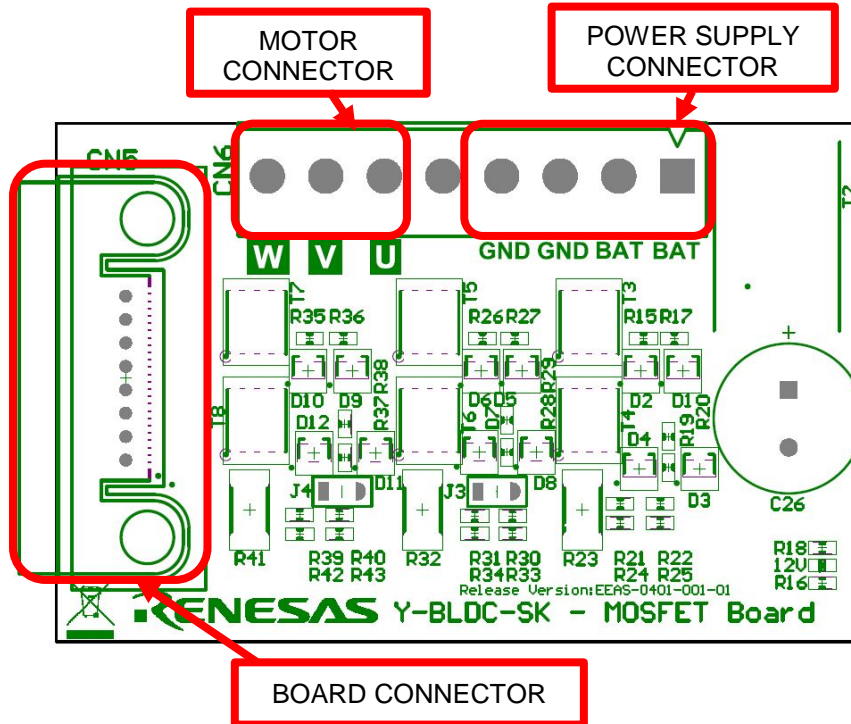 MOTOR
CONNECTOR
POWER SUPPLY
CONNECTOR
CN5
CN6
T2
W V U
GND GND BAT BAT
T7
T5
T3
R35 R36
R26 R27
R15 R17
R38
R29
R20
D10 D9
D6 D5
D2 D1
T8
R37
D7
T6
R28
T4
R19
D12
D4
D11
D8
D3
J4
J3
C26
+
R41
R39 R40
R42 R43
R32
R31 R30
R34 R33
R23
R21 R22
R24 R25
R18
12V
R16
Release Version:EEAS-0401-001-01
RENESAS Y-BLDC-SK - MOSFET Board
BOARD CONNECTOR